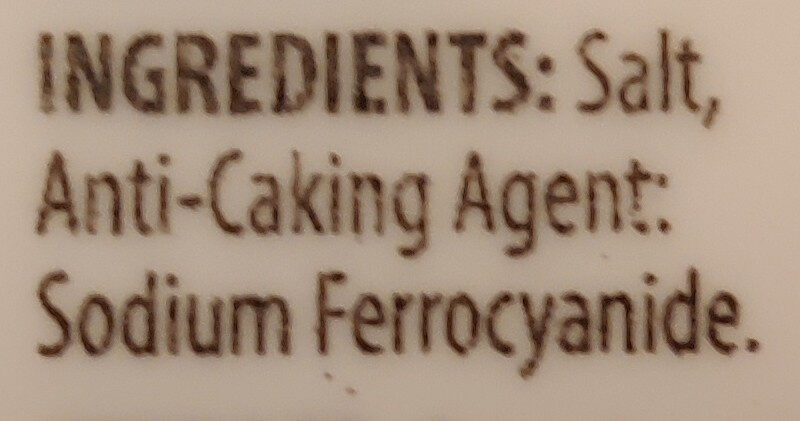 INGREDIENTS: Salt,
Anti-Caking Agent:
Sodium Ferrocyanide.